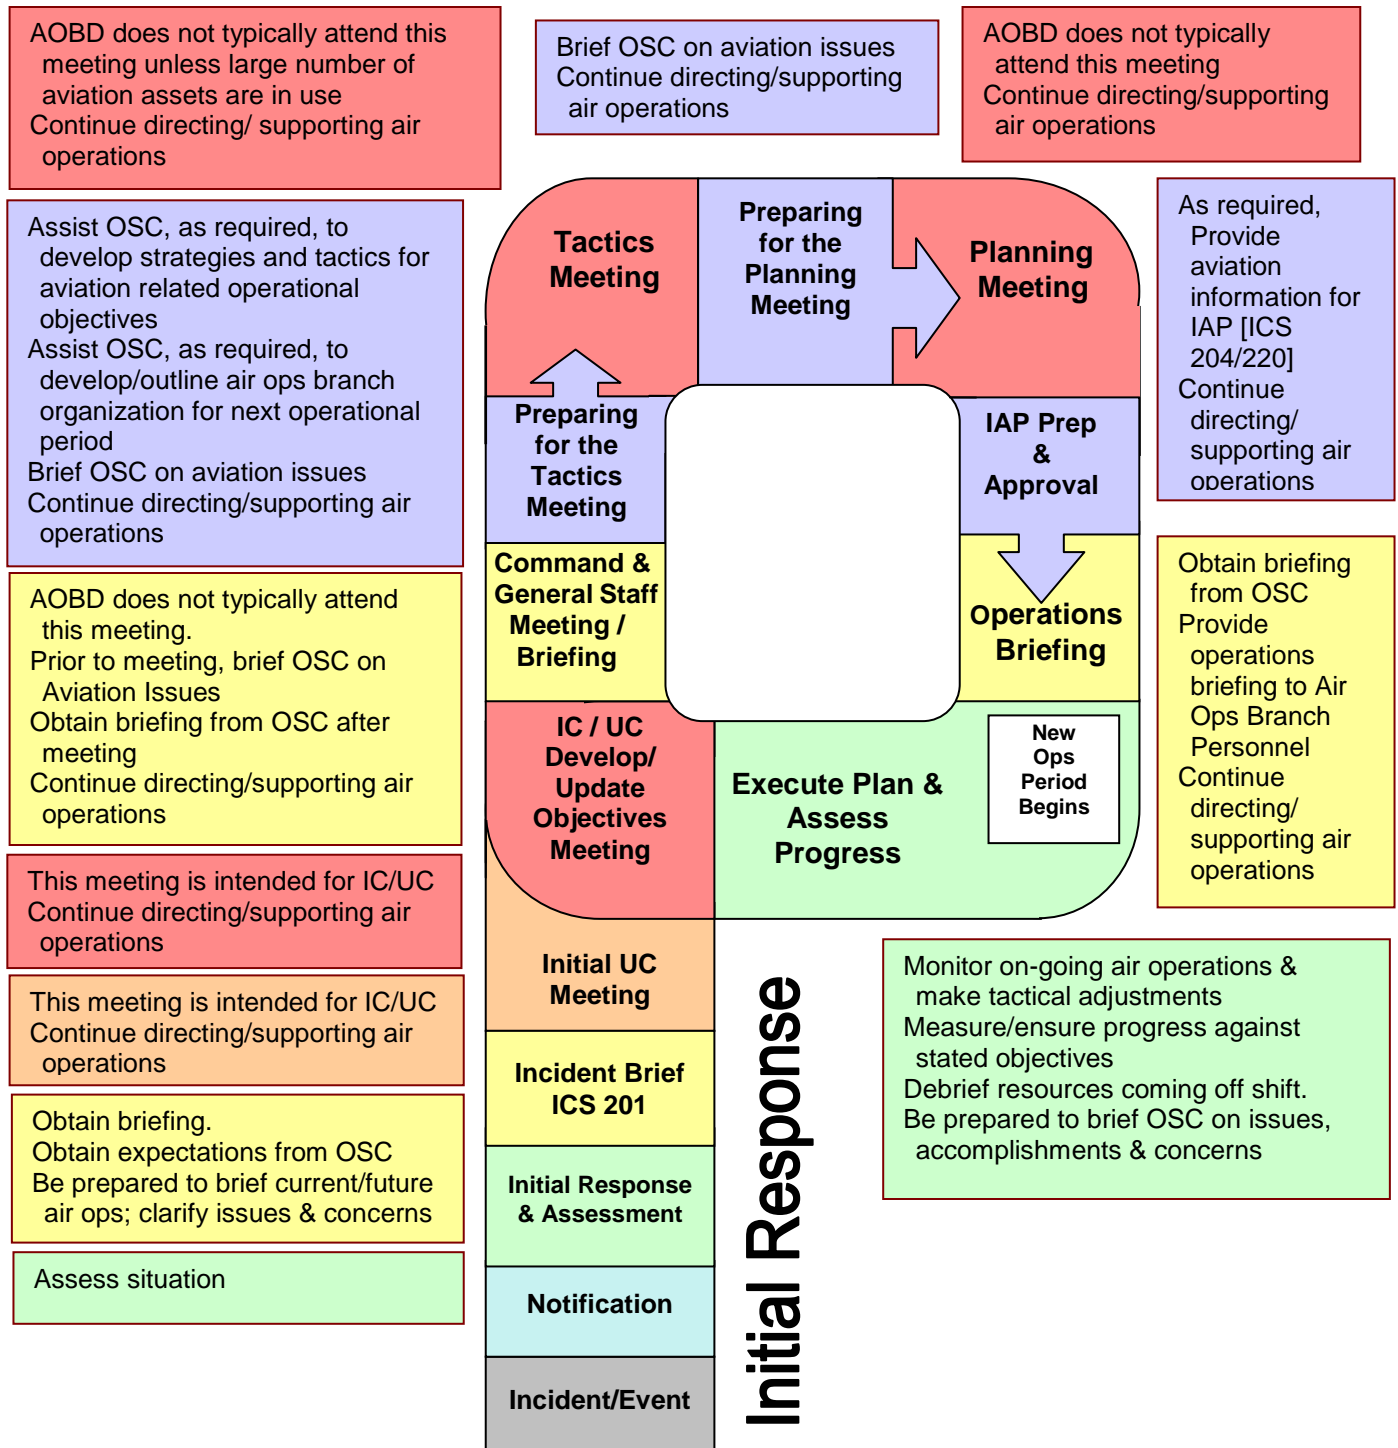 AOBD does not typically attend this
meeting unless large number of
aviation assets are in use
Continue directing/ supporting air
operations
Brief OSC on aviation issues
Continue directing/supporting
air operations
AOBD does not typically
attend this meeting
Continue directing/supporting
air operations
Assist OSC, as required, to
develop strategies and tactics for
aviation related operational
objectives
Assist OSC, as required, to
develop/outline air ops branch
organization for next operational
period
Brief OSC on aviation issues
Continue directing/supporting air
operations
Tactics
Meeting
Preparing
for the
Planning
Meeting
Planning
Meeting
As required,
Provide
aviation
information for
IAP [ICS
204/220]
Continue
directing/
supporting air
operations
Preparing
for the
Tactics
Meeting
IAP Prep
&
Approval
AOBD does not typically attend
this meeting.
Prior to meeting, brief OSC on
Aviation Issues
Obtain briefing from OSC after
meeting
Continue directing/supporting air
operations
Command &
General Staff
Meeting /
Briefing
Operations
Briefing
Obtain briefing
from OSC
Provide
operations
briefing to Air
Ops Branch
Personnel
Continue
directing/
supporting air
operations
IC / UC
Develop/
Update
Objectives
Meeting
Execute Plan &
Assess
Progress
New
Ops
Period
Begins
This meeting is intended for IC/UC
Continue directing/supporting air
operations
Initial UC
Meeting
This meeting is intended for IC/UC
Continue directing/supporting air
operations
Incident Brief
ICS 201
Obtain briefing.
Obtain expectations from OSC
Be prepared to brief current/future
air ops; clarify issues & concerns
Initial Response
& Assessment
Assess situation
Notification
Incident/Event
Initial Response
Monitor on-going air operations &
make tactical adjustments
Measure/ensure progress against
stated objectives
Debrief resources coming off shift.
Be prepared to brief OSC on issues,
accomplishments & concerns